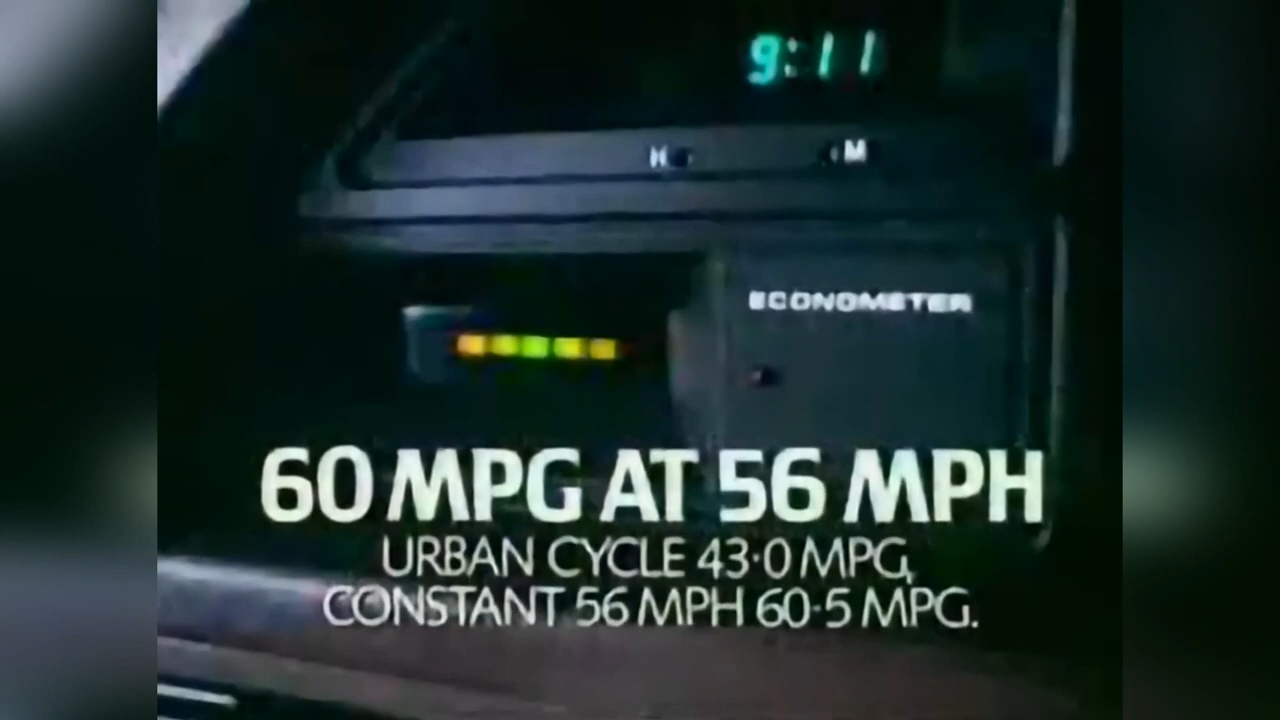 9:11
H M
ECONOMETER
60 MPG AT 56 MPH
URBAN CYCLE 43·0 MPG,
CONSTANT 56 MPH 60·5 MPG.